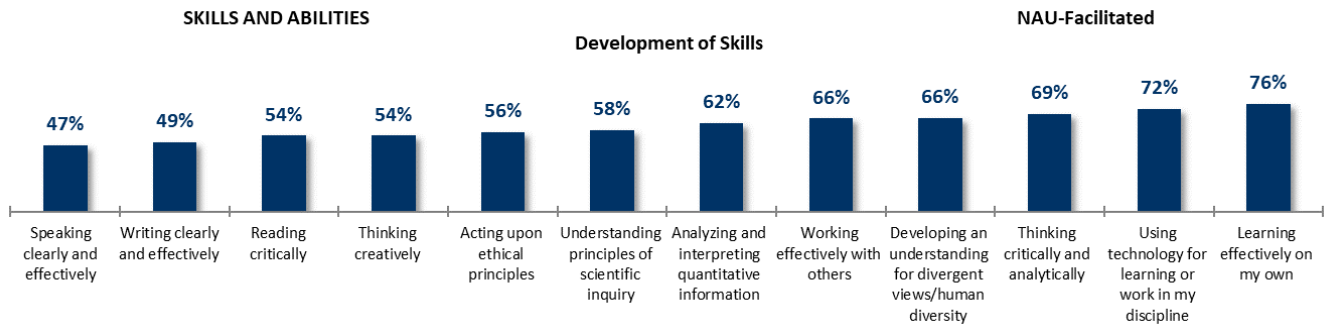 SKILLS AND ABILITIES
NAU-Facilitated
Development of Skills
47%
49%
54%
54%
56%
58%
62%
66%
66%
69%
72%
76%
Speaking
clearly and
effectively
Writing clearly
and effectively
Reading
critically
Thinking
creatively
Acting upon
ethical
principles
Understanding
principles of
scientific
inquiry
Analyzing and
interpreting
quantitative
information
Working
effectively with
others
Developing an
understanding
for divergent
views/human
diversity
Thinking
critically and
analytically
Using
technology for
learning or
work in my
discipline
Learning
effectively on
my own